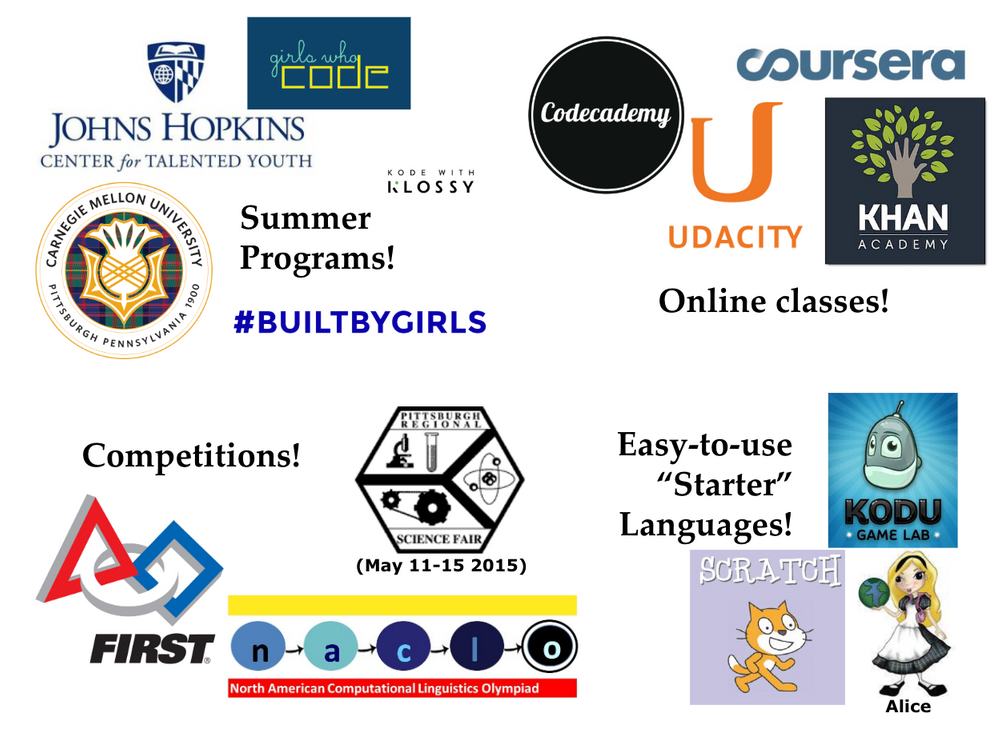 girls who
code
JOHNS HOPKINS
CENTER for TALENTED YOUTH
KODE WITH
KLOSSY
CARNEGIE MELLON UNIVERSITY
PITTSBURGH PENNSYLVANIA 1900
Summer
Programs!
#BUILTBYGIRLS
Codecademy
coursera
U
UDACITY
KHAN
ACADEMY
Online classes!
Competitions!
PITTSBURGH
REGIONAL
SCIENCE FAIR
(May 11-15 2015)
FIRST®
n a c l o
North American Computational Linguistics Olympiad
Easy-to-use
“Starter”
Languages!
KODU
GAME LAB
SCRATCH
Alice